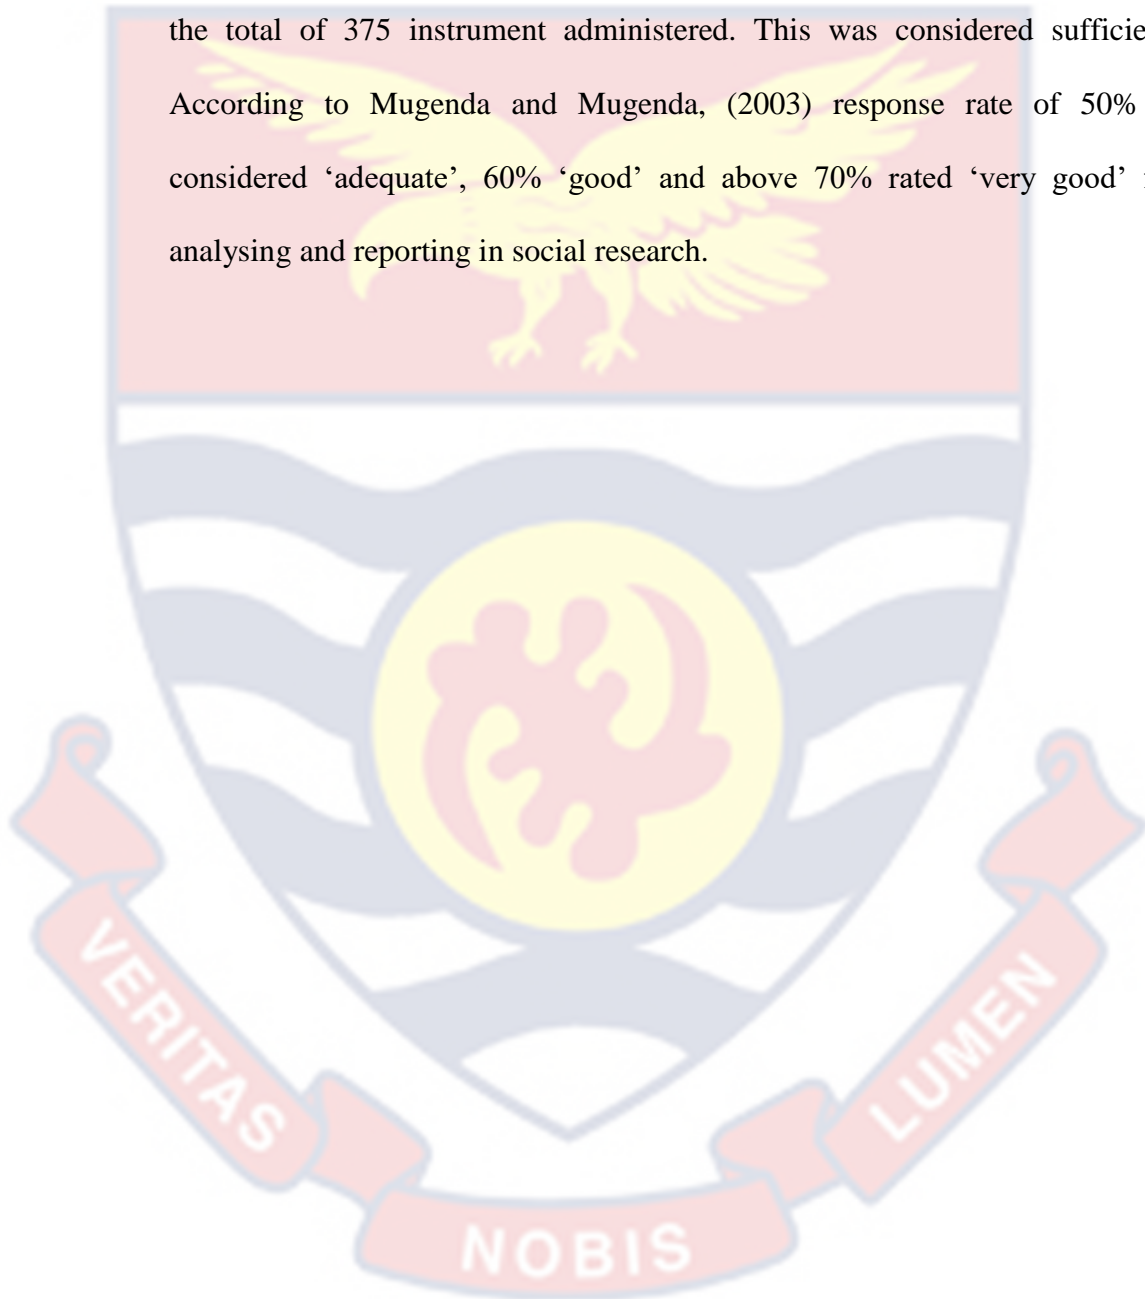 the total of 375 instrument administered. This was considered sufficie
According to Mugenda and Mugenda, (2003) response rate of 50%
considered ‘adequate’, 60% ‘good’ and above 70% rated ‘very good’
analysing and reporting in social research.
VERITAS
NOBIS
LUMEN